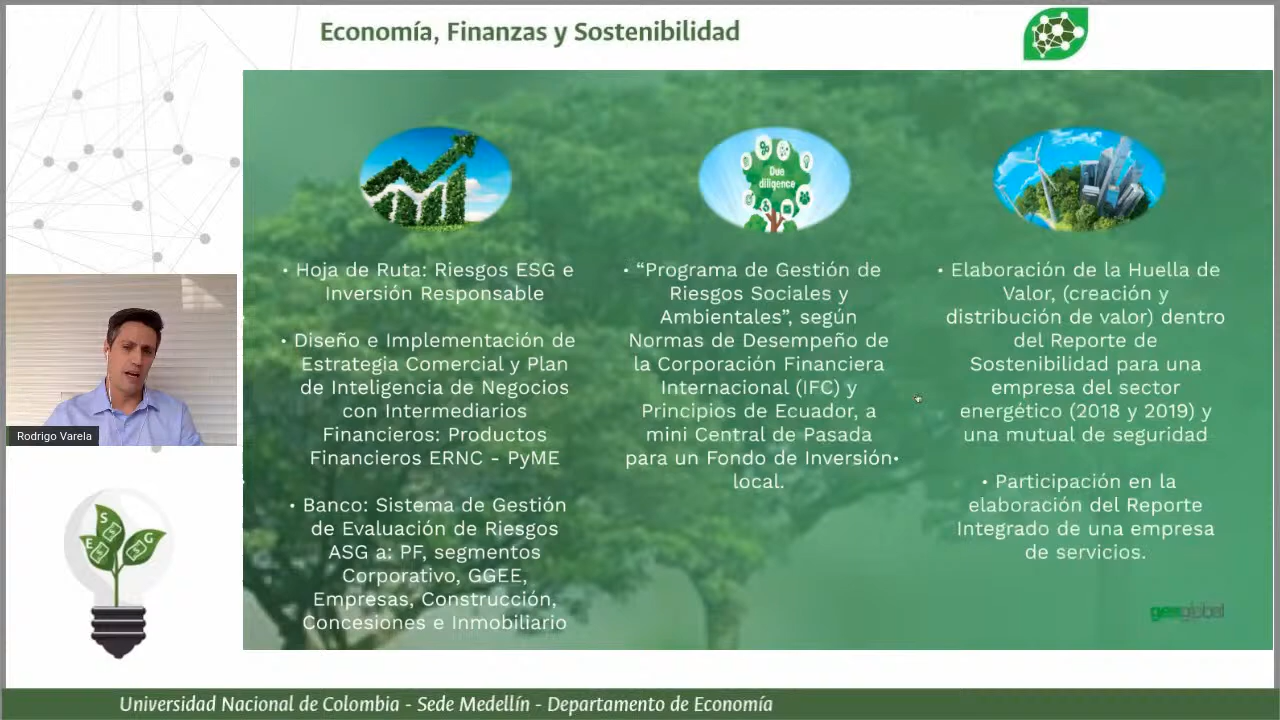 Economía, Finanzas y Sostenibilidad
Due
diligence
• Hoja de Ruta: Riesgos ESG e
Inversión Responsable
• Diseño e Implementación de
Estrategia Comercial y Plan
de Inteligencia de Negocios
con Intermediarios
Financieros: Productos
Financieros ERNC - PyME
• Banco: Sistema de Gestión
de Evaluación de Riesgos
ASG a: PF, segmentos
Corporativo, GGEE,
Empresas, Construcción,
Concesiones e Inmobiliario
• “Programa de Gestión de
Riesgos Sociales y
Ambientales”, según
Normas de Desempeño de
la Corporación Financiera
Internacional (IFC) y
Principios de Ecuador, a
mini Central de Pasada
para un Fondo de Inversión•
local.
• Elaboración de la Huella de
Valor, (creación y
distribución de valor) dentro
del Reporte de
Sostenibilidad para una
empresa del sector
energético (2018 y 2019) y
una mutual de seguridad
• Participación en la
elaboración del Reporte
Integrado de una empresa
de servicios.
Rodrigo Varela
S
E
G
Universidad Nacional de Colombia - Sede Medellín - Departamento de Economía